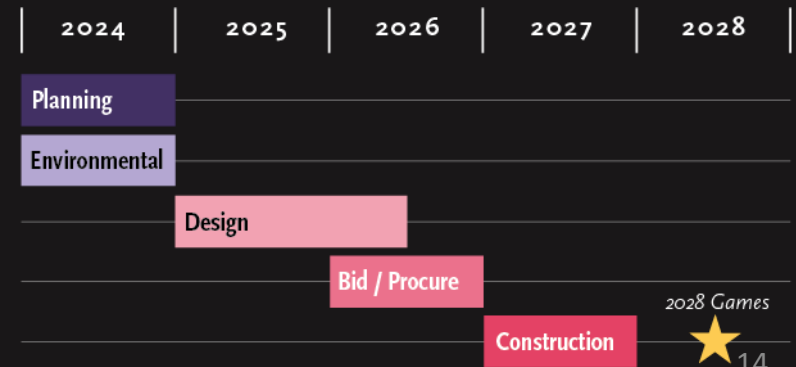 2024 2025 2026 2027 2028
Planning
Environmental
Design
Bid / Procure
2028 Games
Construction
14